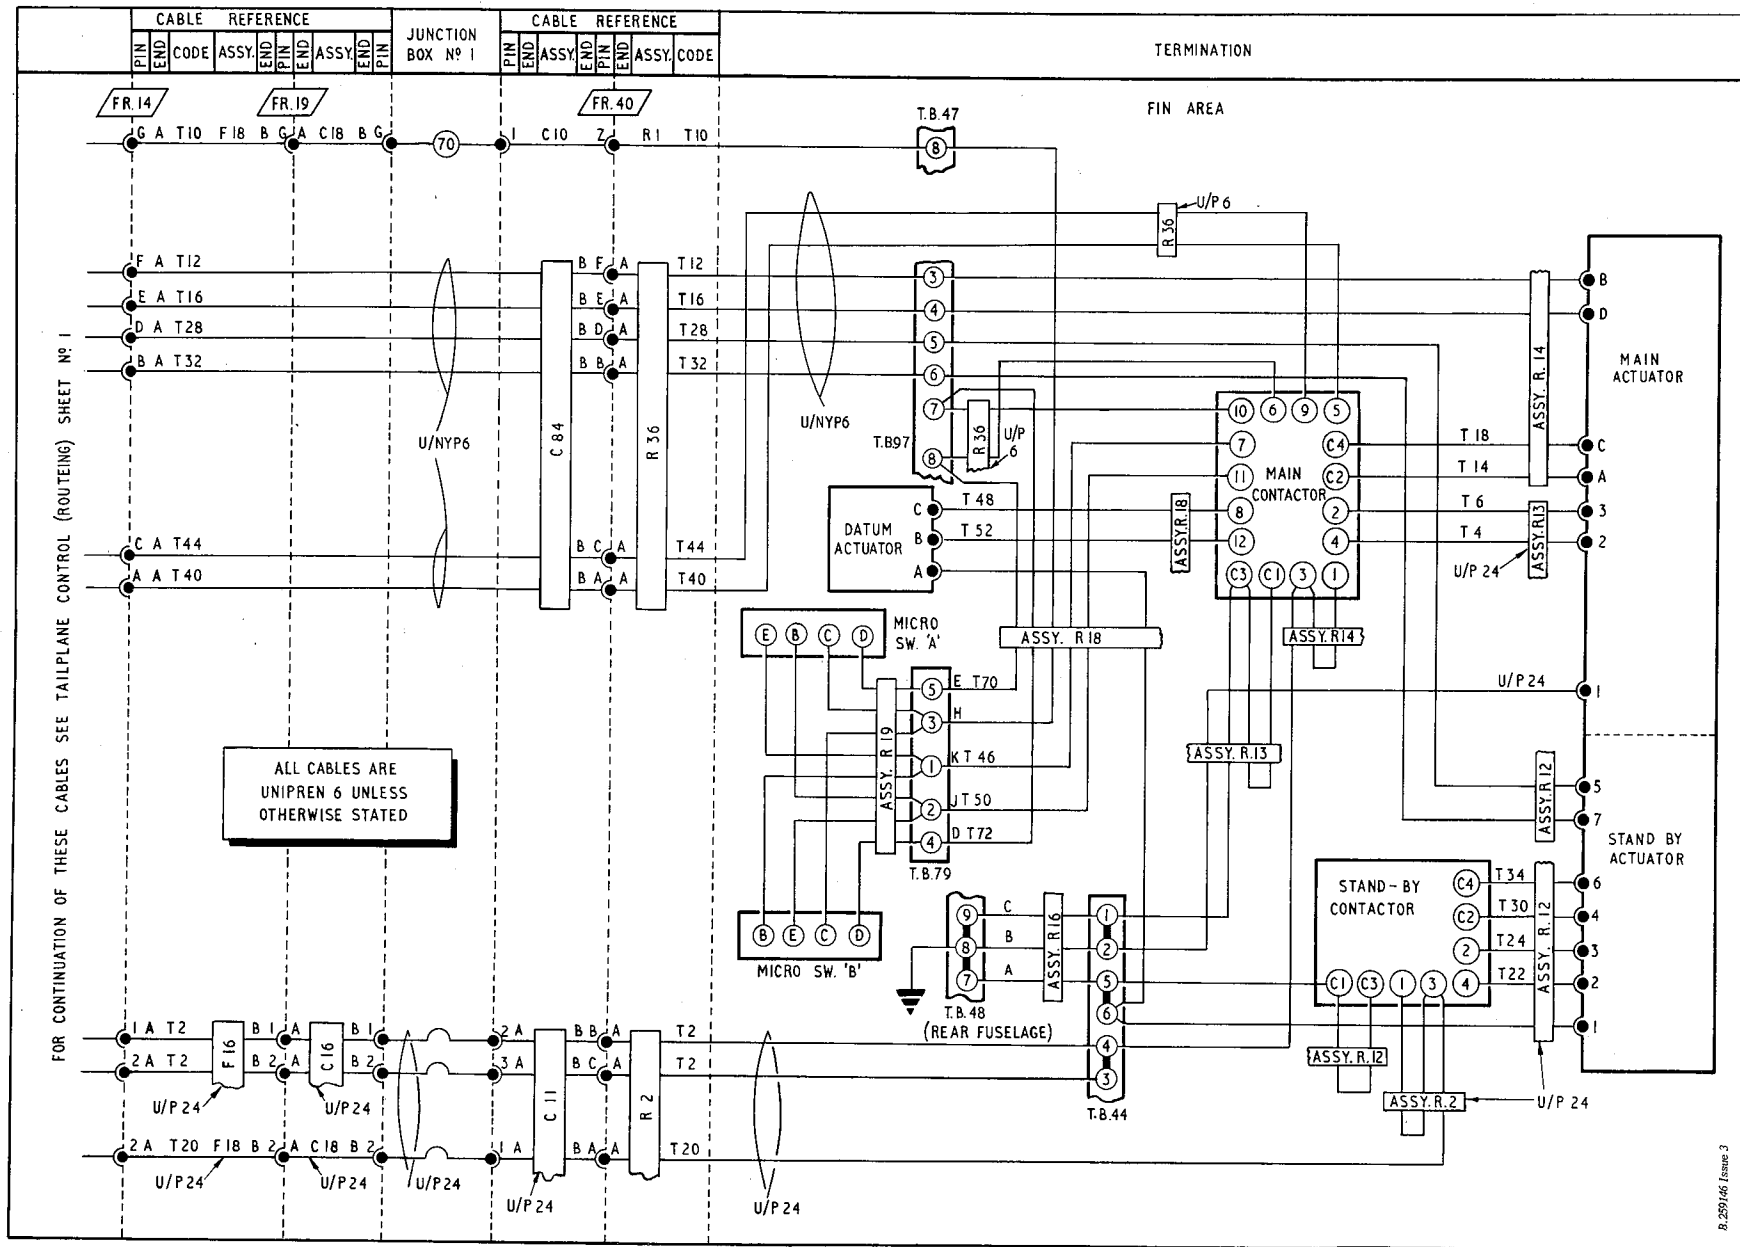 CABLE REFERENCE
PIN END CODE ASSY. END PIN END ASSY. END PIN
JUNCTION
BOX Nº 1
CABLE REFERENCE
PIN END ASSY. END PIN END ASSY. CODE
TERMINATION
FR.14
FR.19
FR.40
FIN AREA
T.B.47
G A T10 F18 B G A C18 B G 70 1 C10 Z R1 T10 8
U/P6
R 36
F A T12 B F A T12 3 B
E A T16 B E A T16 4 D
D A T28 B D A T28 5
B A T32 B B A T32 6
C 84
R 36
ASSY. R.14
MAIN
ACTUATOR
U/NYP6
U/NYP6
7
R 36
U/P
6
T.B.97
8
10 6 9 5
7 C4 T 18 C
11 C2 T 14 A
MAIN
CONTACTOR
8 2 T 6 3
12 4 T 4 2
C3 C1 3 1
ASSY.R13
U/P 24
DATUM
ACTUATOR
C T 48
B T 52
A
ASSY.R.18
C A T44 B C A T44
A A T40 B A A T40
E B C D
MICRO
SW. 'A'
ASSY. R18
ASSY.R14
FOR CONTINUATION OF THESE CABLES SEE TAILPLANE CONTROL (ROUTEING) SHEET Nº 1
5 E T70
3 H
1 K T 46
2 J T 50
4 D T72
ASSY. R 19
T.B.79
U/P 24 1
ASSY. R.13
ALL CABLES ARE
UNIPREN 6 UNLESS
OTHERWISE STATED
ASSY.R 12
5
7
STAND BY
ACTUATOR
B E C D
MICRO SW. 'B'
9 C 1
8 B 2
7 A 5
6
4
3
ASSY. R16
T.B.48
(REAR FUSELAGE)
T.B.44
STAND-BY
CONTACTOR
C4 T34 6
C2 T30 4
2 T24 3
C1 C3 1 3 4 T22 2
1
ASSY. R.12
ASSY. R.12
ASSY. R.2
U/P 24
1 A T2 B 1 A B 1 2 A B B A T2
2 A T2 B 2 A B 2 3 A B C A T2
F16
C16
C 11
R 2
U/P 24
U/P 24
2 A T20 F18 B 2 A C18 B 2 1 A B A A T20
U/P 24
U/P 24
U/P 24
U/P 24
U/P 24
B.259146 Issue 3